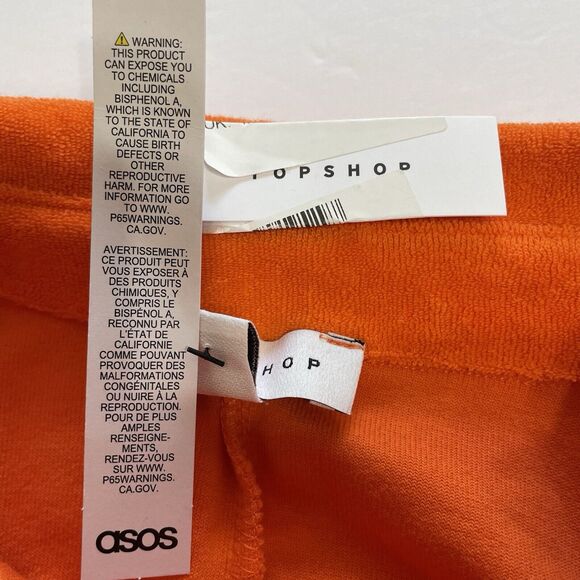 ⚠ WARNING:
THIS PRODUCT
CAN EXPOSE YOU
TO CHEMICALS
INCLUDING
BISPHENOL A,
WHICH IS KNOWN
TO THE STATE OF
CALIFORNIA TO
CAUSE BIRTH
DEFECTS OR
OTHER
REPRODUCTIVE
HARM. FOR MORE
INFORMATION GO
TO WWW.
P65WARNINGS.
CA.GOV.
AVERTISSEMENT:
CE PRODUIT PEUT
VOUS EXPOSER À
DES PRODUITS
CHIMIQUES, Y
COMPRIS LE
BISPÉNOL A,
RECONNU PAR
L'ÉTAT DE
CALIFORNIE
COMME POUVANT
PROVOQUER DES
MALFORMATIONS
CONGÉNITALES
OU NUIRE À LA
REPRODUCTION.
POUR DE PLUS
AMPLES
RENSEIGNE-
MENTS,
RENDEZ-VOUS
SUR WWW.
P65WARNINGS.
CA.GOV.
asos
UK:
TOPSHOP
HOP